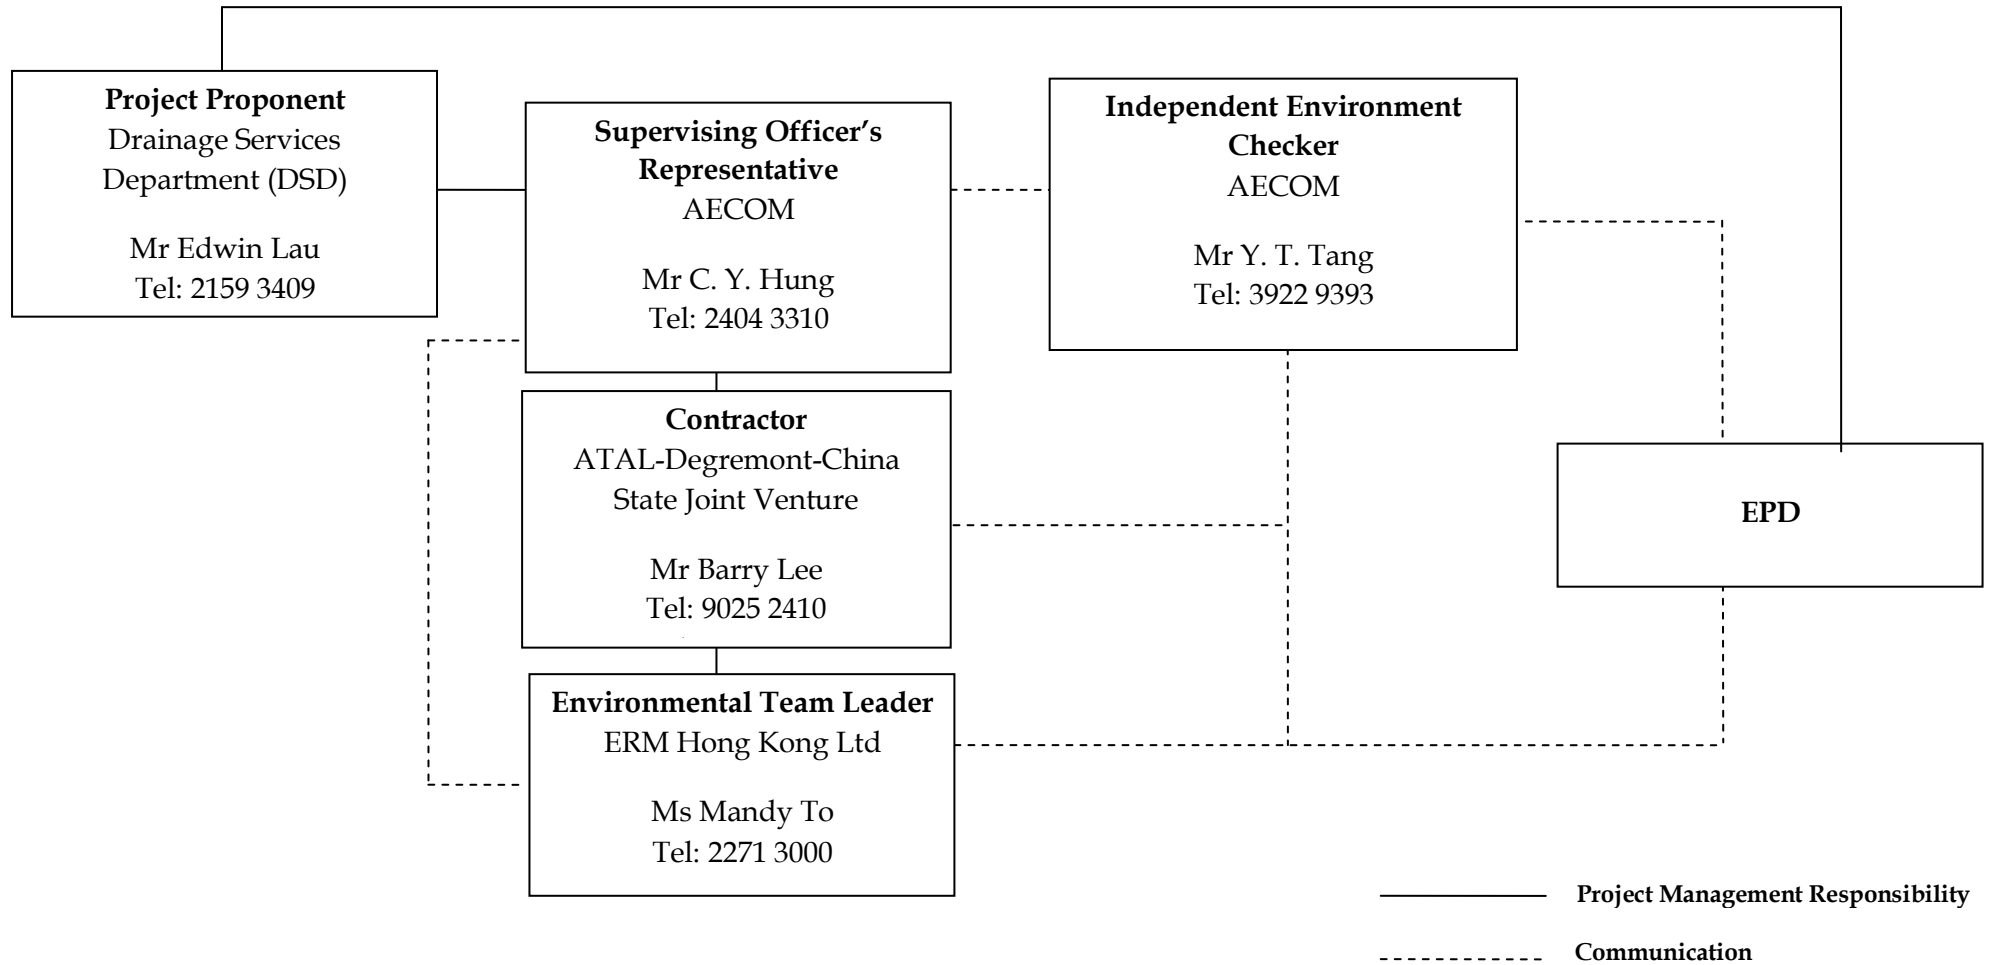 Project Proponent
Drainage Services
Department (DSD)
Mr Edwin Lau
Tel: 2159 3409
Supervising Officer’s
Representative
AECOM
Mr C. Y. Hung
Tel: 2404 3310
Independent Environment
Checker
AECOM
Mr Y. T. Tang
Tel: 3922 9393
Contractor
ATAL-Degremont-China
State Joint Venture
Mr Barry Lee
Tel: 9025 2410
EPD
Environmental Team Leader
ERM Hong Kong Ltd
Ms Mandy To
Tel: 2271 3000
Project Management Responsibility
Communication